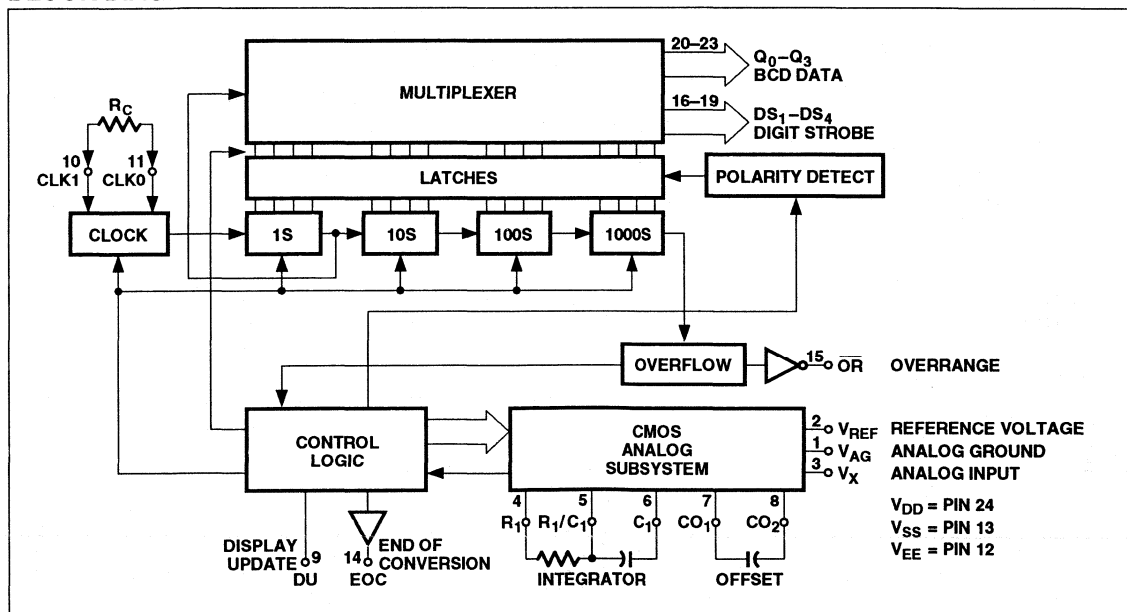 20–23
Q0–Q3
BCD DATA
MULTIPLEXER
16–19
DS1–DS4
DIGIT STROBE
RC
10
CLK1
11
CLK0
LATCHES
POLARITY DETECT
CLOCK
1S
10S
100S
1000S
OVERFLOW
15
OR
OVERRANGE
CONTROL
LOGIC
CMOS
ANALOG
SUBSYSTEM
2 VREF REFERENCE VOLTAGE
1 VAG ANALOG GROUND
3 VX ANALOG INPUT
4
R1
5
R1/C1
6
C1
7
CO1
8
CO2
VDD = PIN 24
VSS = PIN 13
VEE = PIN 12
DISPLAY
UPDATE
9
DU
14
EOC
END OF
CONVERSION
INTEGRATOR
OFFSET